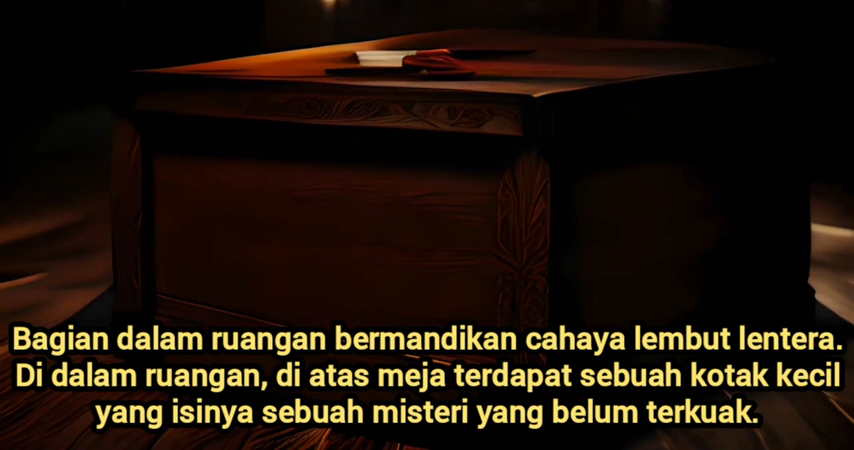 Bagian dalam ruangan bermandikan cahaya lembut lentera.
Di dalam ruangan, di atas meja terdapat sebuah kotak kecil
yang isinya sebuah misteri yang belum terkuak.